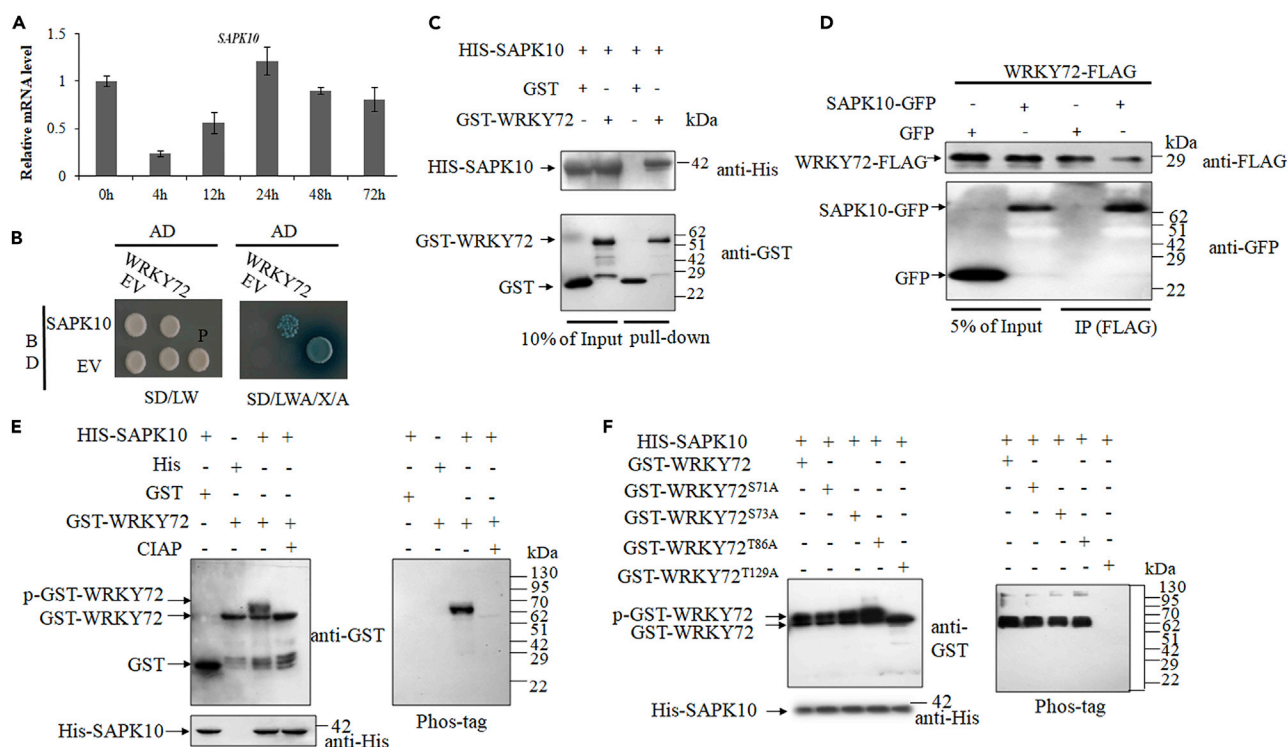 A
SAPK10
Relative mRNA level
1.5
1
0.5
0
0h 4h 12h 24h 48h 72h
B
AD AD
WRKY72 WRKY72
EV EV
SAPK10
P
B
D
EV
SD/LW SD/LWA/X/A
C
HIS-SAPK10 + + + +
GST + - + -
GST-WRKY72 - + - + kDa
HIS-SAPK10 42 anti-His
GST-WRKY72 62
51
42
29
22
anti-GST
GST
10% of Input pull-down
D
WRKY72-FLAG
SAPK10-GFP - + - +
GFP + - + -
kDa
WRKY72-FLAG 29 anti-FLAG
SAPK10-GFP 62
51
42
29
22
anti-GFP
GFP
5% of Input IP (FLAG)
E
HIS-SAPK10 + - + + + - + +
His - + - - - + - -
GST + - - - + - - -
GST-WRKY72 - + + + - + + +
CIAP - - - + - - - + kDa
p-GST-WRKY72
GST-WRKY72
anti-GST
GST
130
95
70
62
51
42
29
22
His-SAPK10 42
anti-His
Phos-tag
F
HIS-SAPK10 + + + + + + + + + +
GST-WRKY72 + - - - - + - - - -
GST-WRKY72S71A - + - - - - + - - -
GST-WRKY72S73A - - + - - - - + - -
GST-WRKY72T86A - - - + - - - - + -
GST-WRKY72T129A - - - - + - - - - + kDa
p-GST-WRKY72
GST-WRKY72
anti-
GST
130
95
70
62
51
42
29
22
His-SAPK10 42
anti-His
Phos-tag